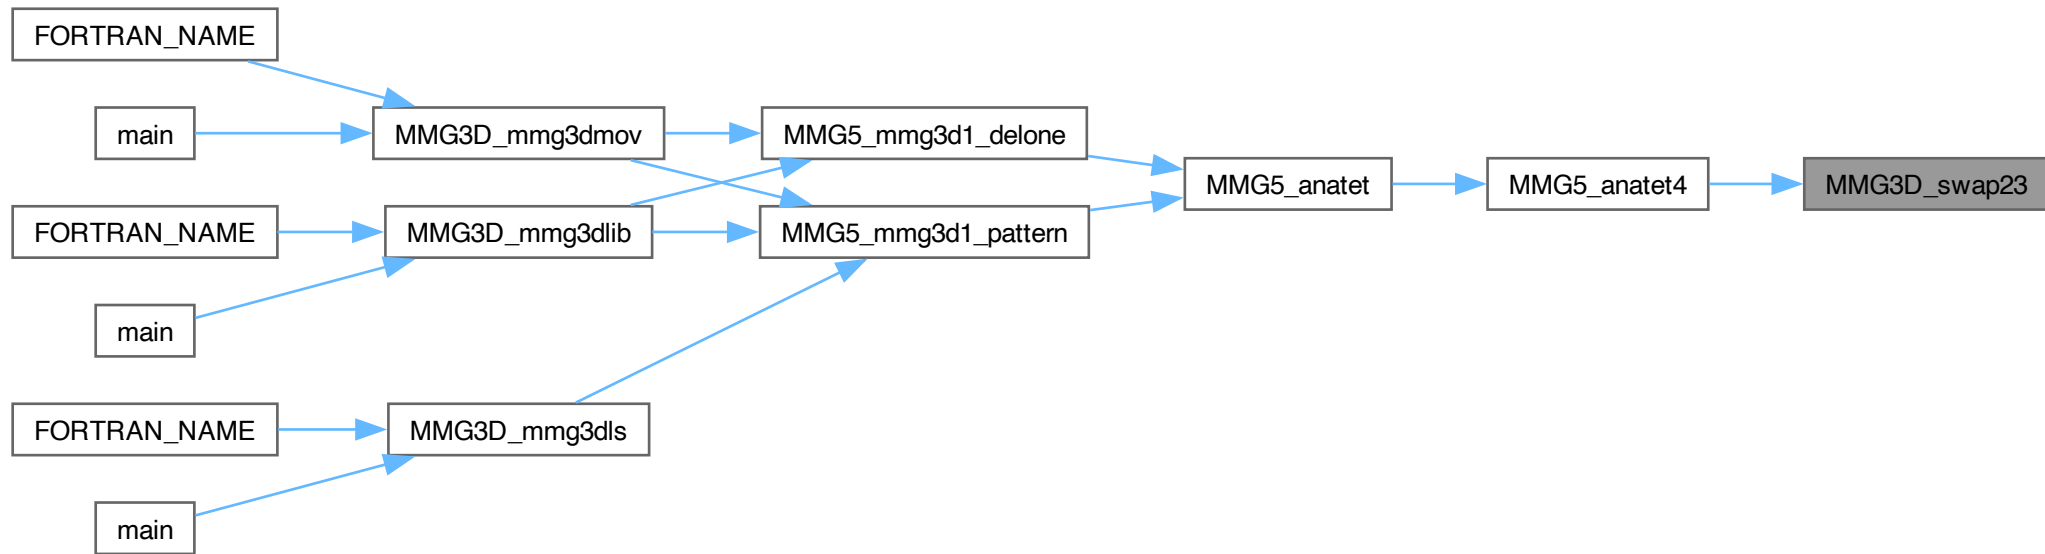 FORTRAN_NAME
main
MMG3D_mmg3dmov
MMG5_mmg3d1_delone
MMG5_anatet
MMG5_anatet4
MMG3D_swap23
FORTRAN_NAME
MMG3D_mmg3dlib
MMG5_mmg3d1_pattern
main
FORTRAN_NAME
MMG3D_mmg3dls
main